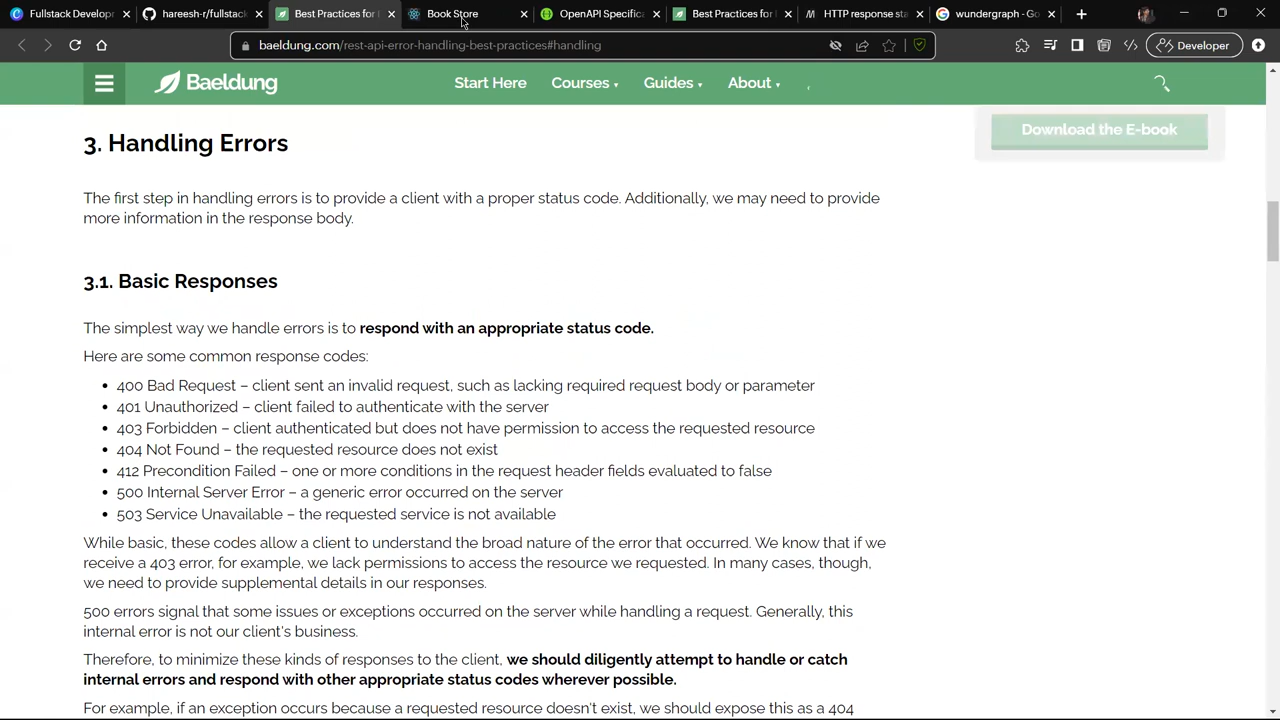 Fullstack Develop
hareesh-r/fullstack
Best Practices for
Book Store
OpenAPI Specific
Best Practices for
HTTP response st
wundergraph - Go
baeldung.com/rest-api-error-handling-best-practices#handling
Developer
Baeldung
Start Here
Courses
Guides
About
Download the E-book
3. Handling Errors
The first step in handling errors is to provide a client with a proper status code. Additionally, we may need to provide
more information in the response body.
3.1. Basic Responses
The simplest way we handle errors is to respond with an appropriate status code.
Here are some common response codes:
• 400 Bad Request – client sent an invalid request, such as lacking required request body or parameter
• 401 Unauthorized – client failed to authenticate with the server
• 403 Forbidden – client authenticated but does not have permission to access the requested resource
• 404 Not Found – the requested resource does not exist
• 412 Precondition Failed – one or more conditions in the request header fields evaluated to false
• 500 Internal Server Error – a generic error occurred on the server
• 503 Service Unavailable – the requested service is not available
While basic, these codes allow a client to understand the broad nature of the error that occurred. We know that if we
receive a 403 error, for example, we lack permissions to access the resource we requested. In many cases, though,
we need to provide supplemental details in our responses.
500 errors signal that some issues or exceptions occurred on the server while handling a request. Generally, this
internal error is not our client's business.
Therefore, to minimize these kinds of responses to the client, we should diligently attempt to handle or catch
internal errors and respond with other appropriate status codes wherever possible.
For example, if an exception occurs because a requested resource doesn't exist, we should expose this as a 404